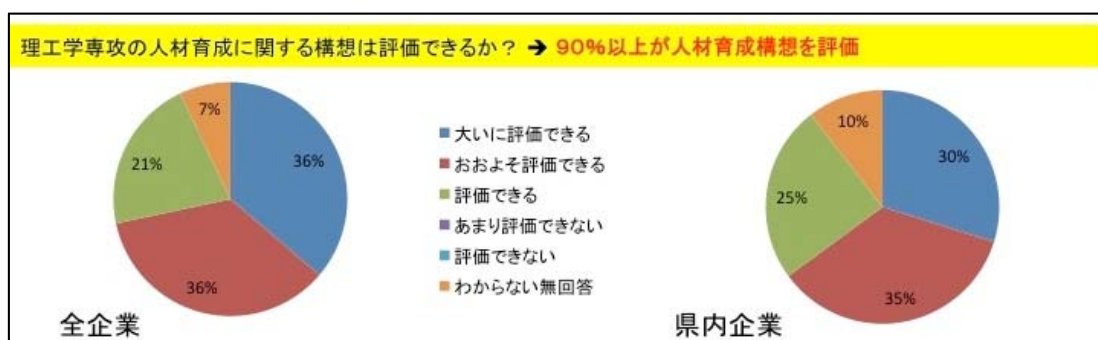 理工学専攻の人材育成に関する構想は評価できるか？ ➔ 90％以上が人材育成構想を評価
7%
36%
21%
36%
全企業
大いに評価できる
おおよそ評価できる
評価できる
あまり評価できない
評価できない
わからない無回答
10%
30%
25%
35%
県内企業